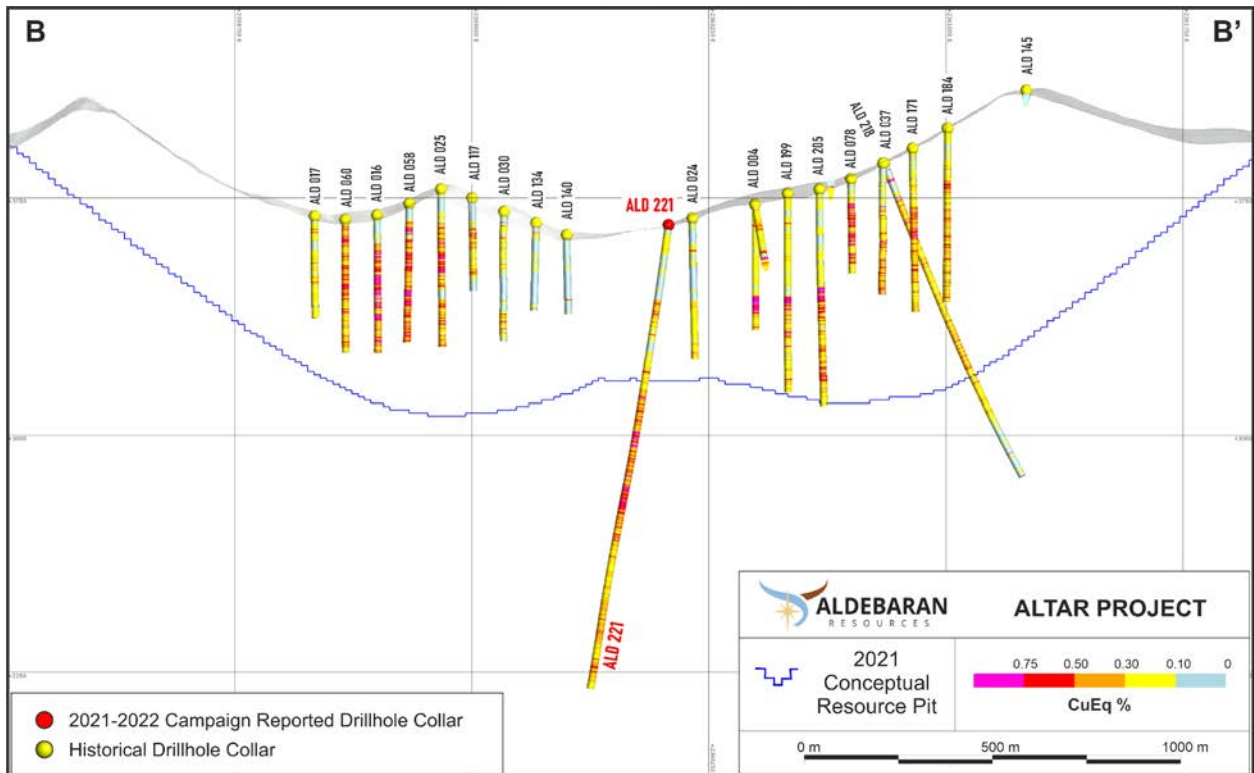 B
B'
ALD 145
ALD 184
ALD 171
ALD 037
ALD 218
ALD 078
ALD 205
ALD 199
ALD 004
ALD 024
ALD 221
ALD 017
ALD 060
ALD 016
ALD 058
ALD 025
ALD 117
ALD 030
ALD 134
ALD 140
ALD 221
ALDEBARAN
RESOURCES
ALTAR PROJECT
2021
Conceptual
Resource Pit
0.75 0.50 0.30 0.10 0
CuEq %
0 m 500 m 1000 m
2021-2022 Campaign Reported Drillhole Collar
Historical Drillhole Collar